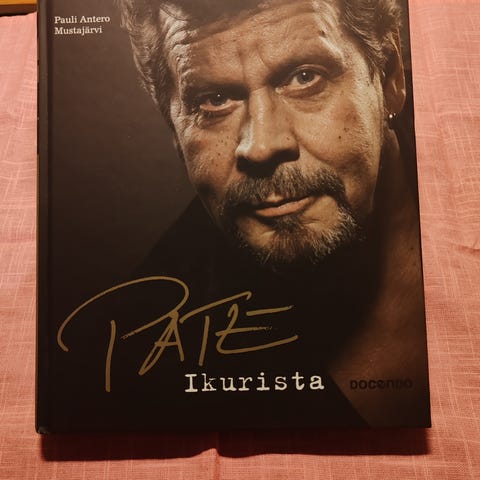 Pauli Antero
Mustajärvi
PATE
Ikurista
DOCENDO